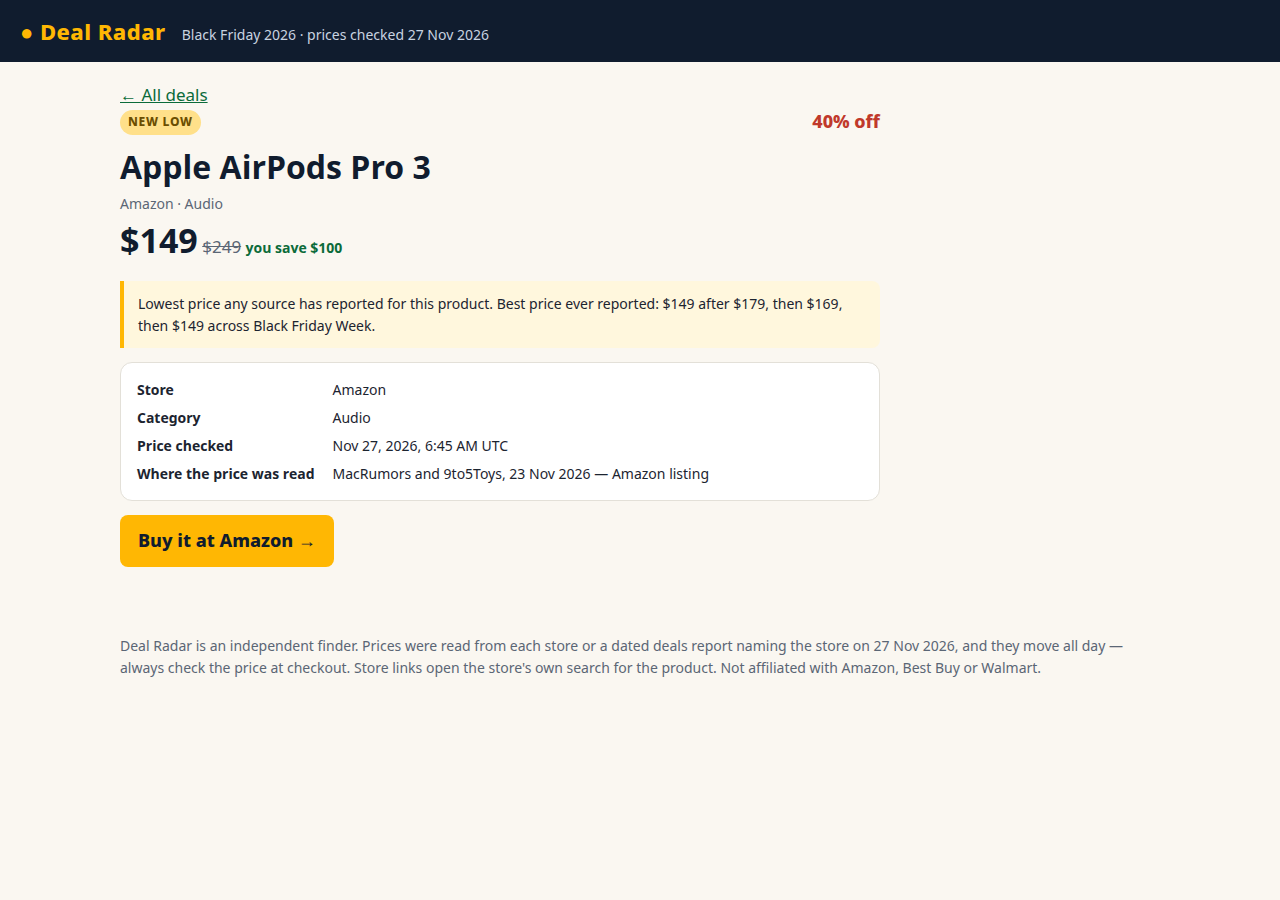 ● Deal Radar Black Friday 2026 · prices checked 27 Nov 2026
← All deals
NEW LOW 40% off
Apple AirPods Pro 3
Amazon · Audio
$149 $249 you save $100
Lowest price any source has reported for this product. Best price ever reported: $149 after $179, then $169,
then $149 across Black Friday Week.
Store Amazon
Category Audio
Price checked Nov 27, 2026, 6:45 AM UTC
Where the price was read MacRumors and 9to5Toys, 23 Nov 2026 — Amazon listing
Buy it at Amazon →
Deal Radar is an independent finder. Prices were read from each store or a dated deals report naming the store on 27 Nov 2026, and they move all day —
always check the price at checkout. Store links open the store's own search for the product. Not affiliated with Amazon, Best Buy or Walmart.